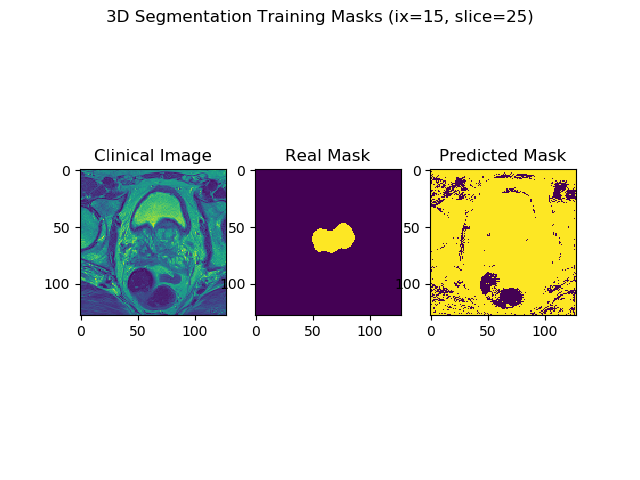 3D Segmentation Training Masks (ix=15, slice=25)
Clinical Image Real Mask Predicted Mask
0 0 0
50 50 50
100 100 100
0 50 100 0 50 100 0 50 100